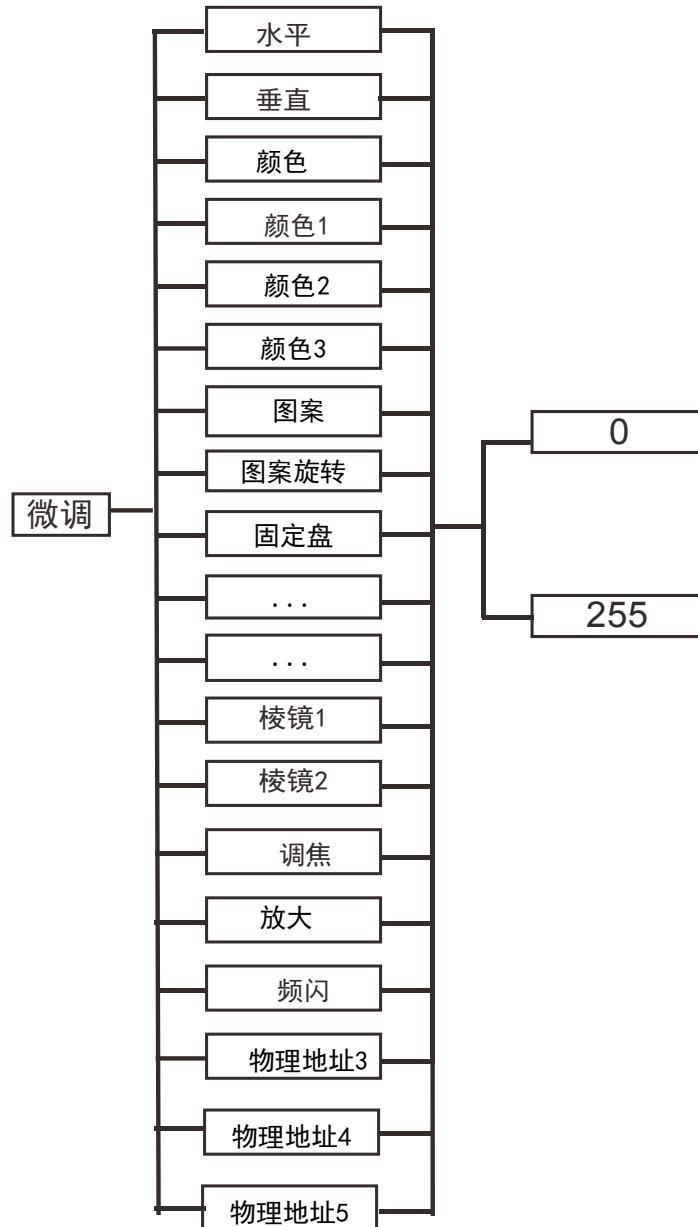 微调
水平
垂直
颜色
颜色1
颜色2
颜色3
图案
图案旋转
固定盘
...
...
棱镜1
棱镜2
调焦
放大
频闪
物理地址3
物理地址4
物理地址5
0
255